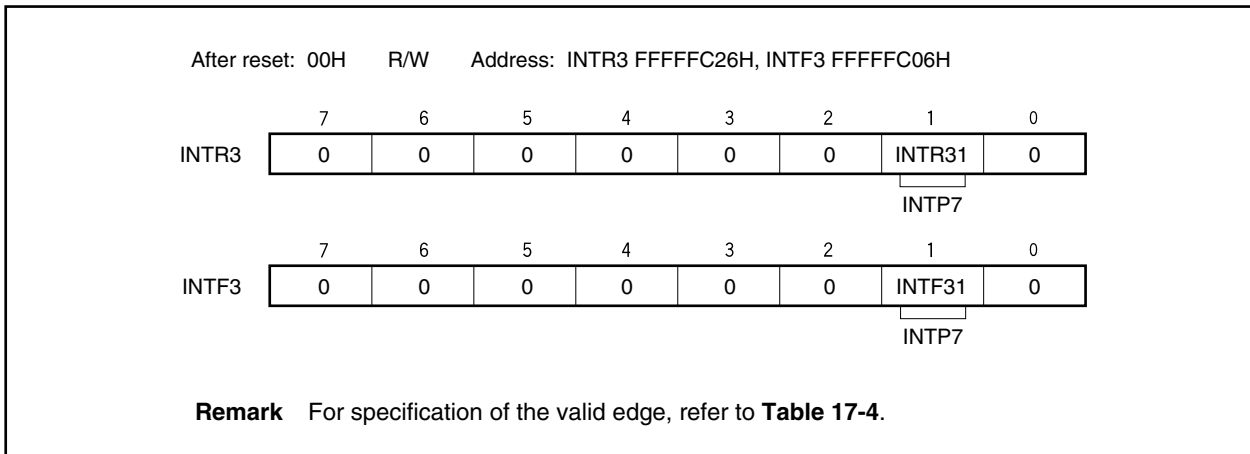 After reset: 00H R/W Address: INTR3 FFFFFC26H, INTF3 FFFFFC06H
7 6 5 4 3 2 1 0
INTR3 0 0 0 0 0 0 INTR31 0
INTP7
7 6 5 4 3 2 1 0
INTF3 0 0 0 0 0 0 INTF31 0
INTP7
Remark For specification of the valid edge, refer to Table 17-4.